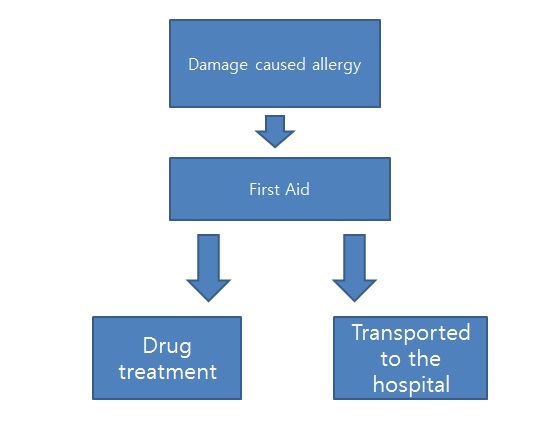 Damage caused allergy
First Aid
Drug
treatment
Transported
to the
hospital